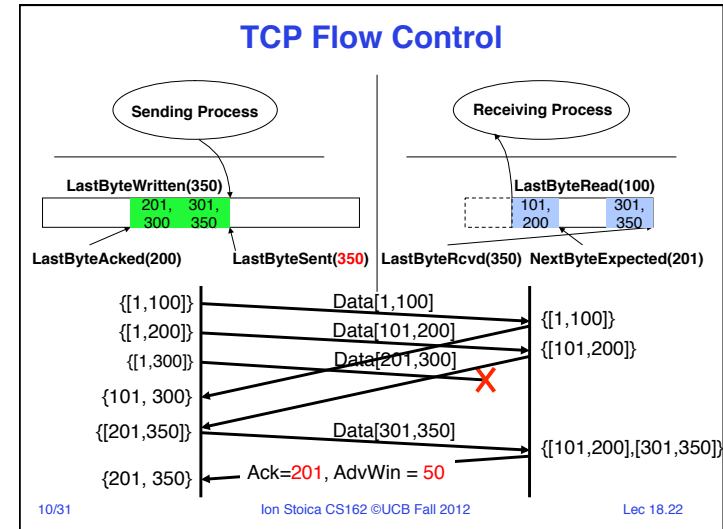 TCP Flow Control
Sending Process
Receiving Process
LastByteWritten(350)
LastByteRead(100)
201, 301,
300 350
101, 301,
200 350
LastByteAcked(200)
LastByteSent(350)
LastByteRcvd(350)
NextByteExpected(201)
{[1,100]}
Data[1,100]
{[1,100]}
{[1,200]}
Data[101,200]
{[101,200]}
{[1,300]}
Data[201,300]
{101, 300}
{[201,350]}
Data[301,350]
{[101,200],[301,350]}
{201, 350}
Ack=201, AdvWin = 50
10/31
Ion Stoica CS162 ©UCB Fall 2012
Lec 18.22